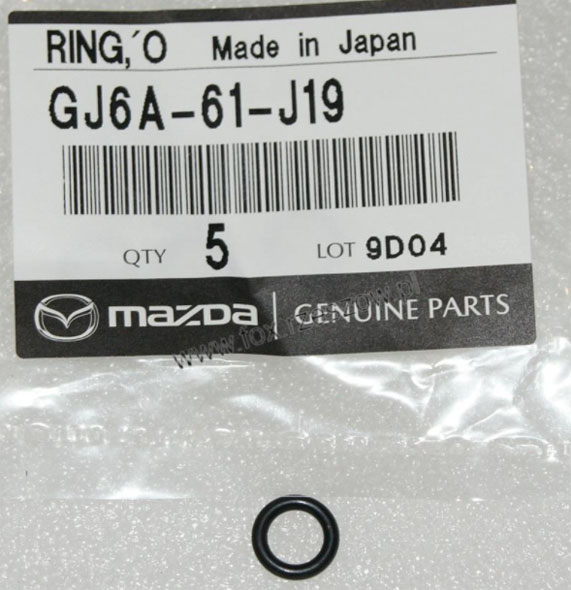 RING,´O Made in Japan
GJ6A-61-J19
QTY 5 LOT 9D04
mazDa GENUINE PARTS